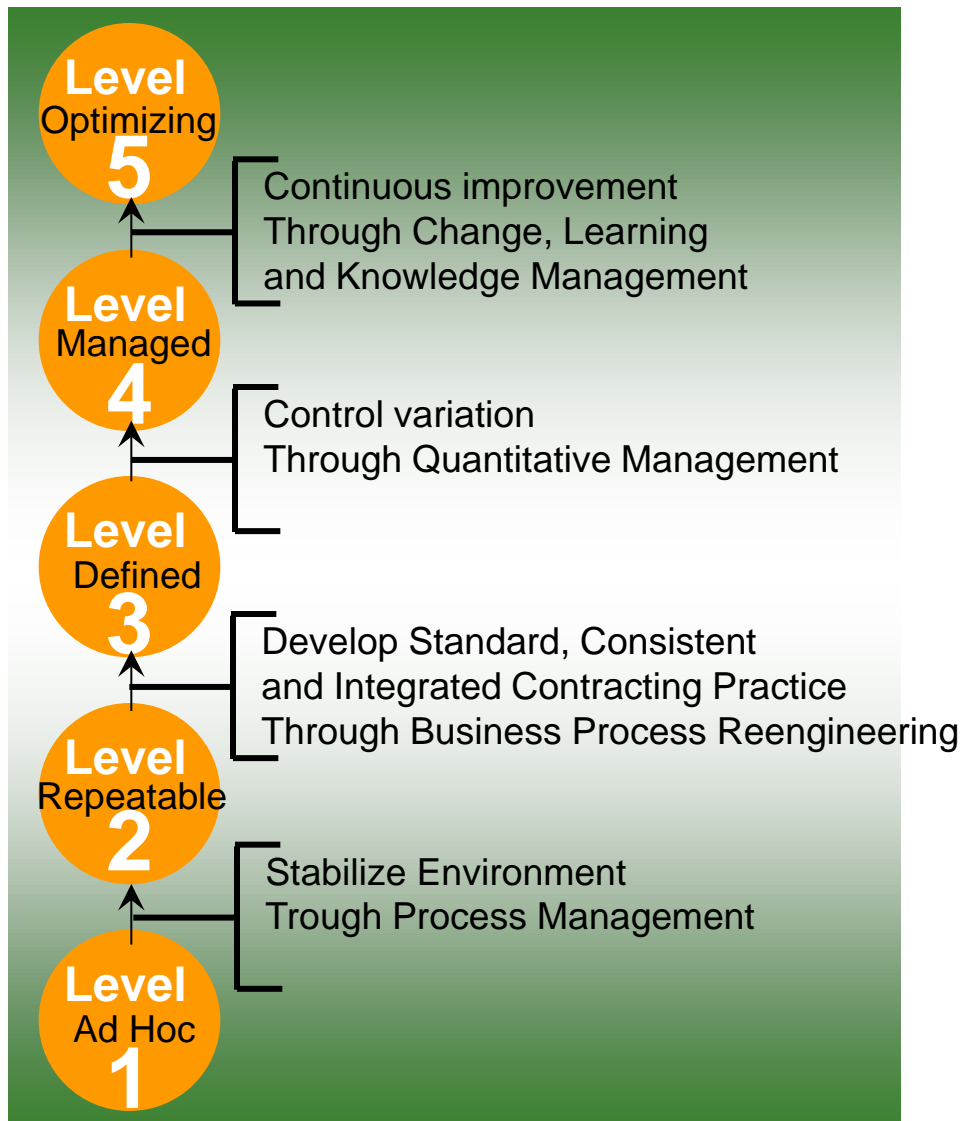 Level
Optimizing
5
Continuous improvement
Through Change, Learning
and Knowledge Management
Level
Managed
4
Control variation
Through Quantitative Management
Level
Defined
3
Develop Standard, Consistent
and Integrated Contracting Practice
Through Business Process Reengineering
Level
Repeatable
2
Stabilize Environment
Trough Process Management
Level
Ad Hoc
1